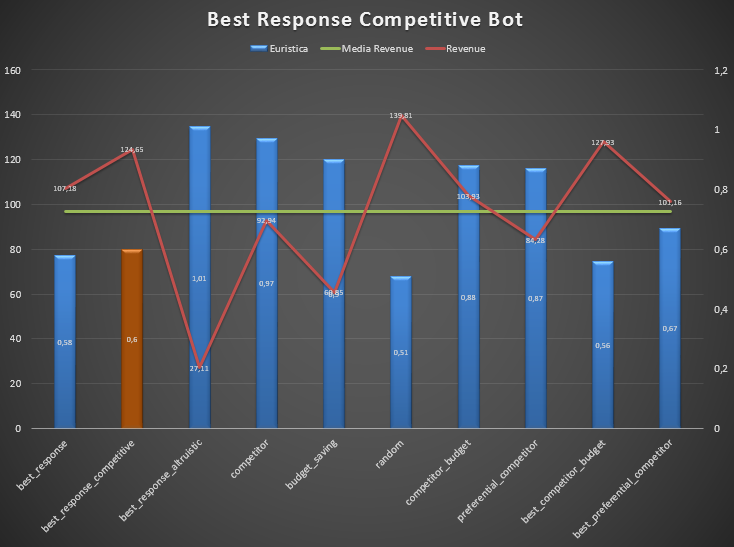 Best Response Competitive Bot
Euristica Media Revenue Revenue
160 1,2
140 1
120 0,8
100
80 0,6
60 0,4
40
20 0,2
0 0
107,18 124,65 27,11 92,94 139,81 103,93 84,28 127,93 101,16
0,58 0,6 1,01 0,97 0,9 0,51 0,88 0,87 0,56 0,67
best_response
best_response_competitive
best_response_altruistic
competitor
budget_saving
random
competitor_budget
preferential_competitor
best_competitor_budget
best_preferential_competitor